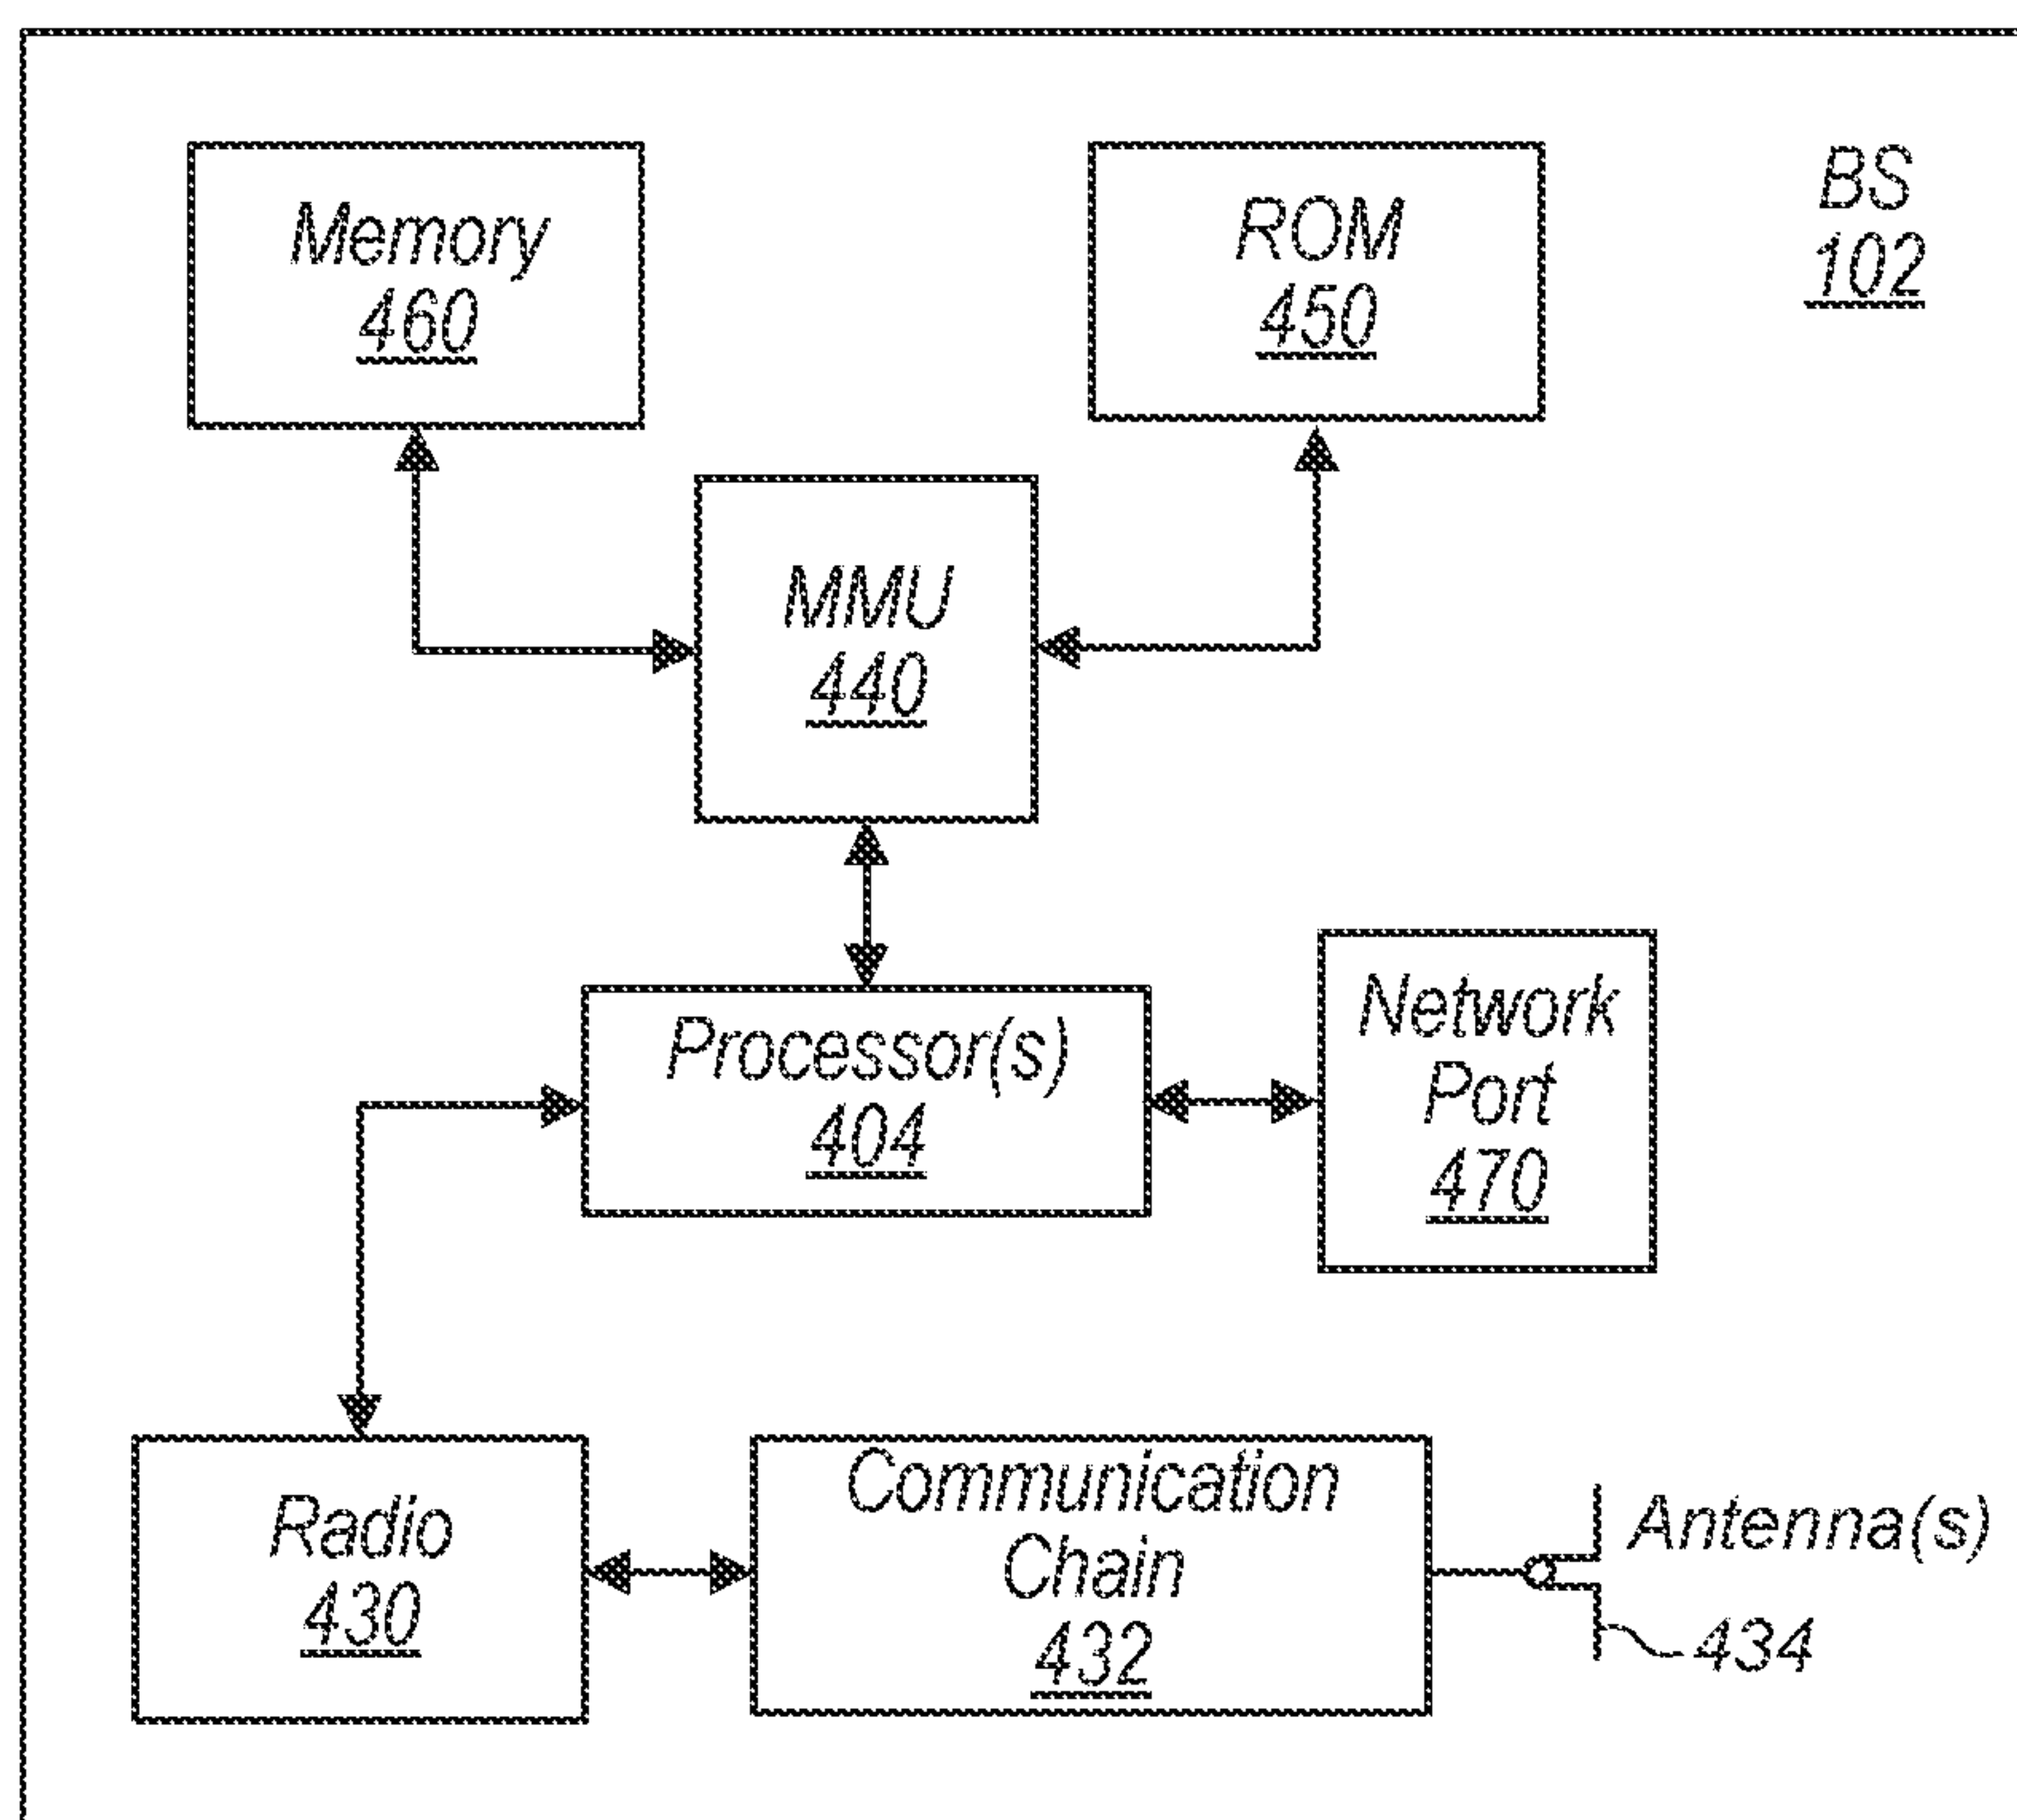 Memory
460
ROM
450
BS
102
MMU
440
Processor(s)
404
Network
Port
470
Radio
430
Communication
Chain
432
Antenna(s)
434